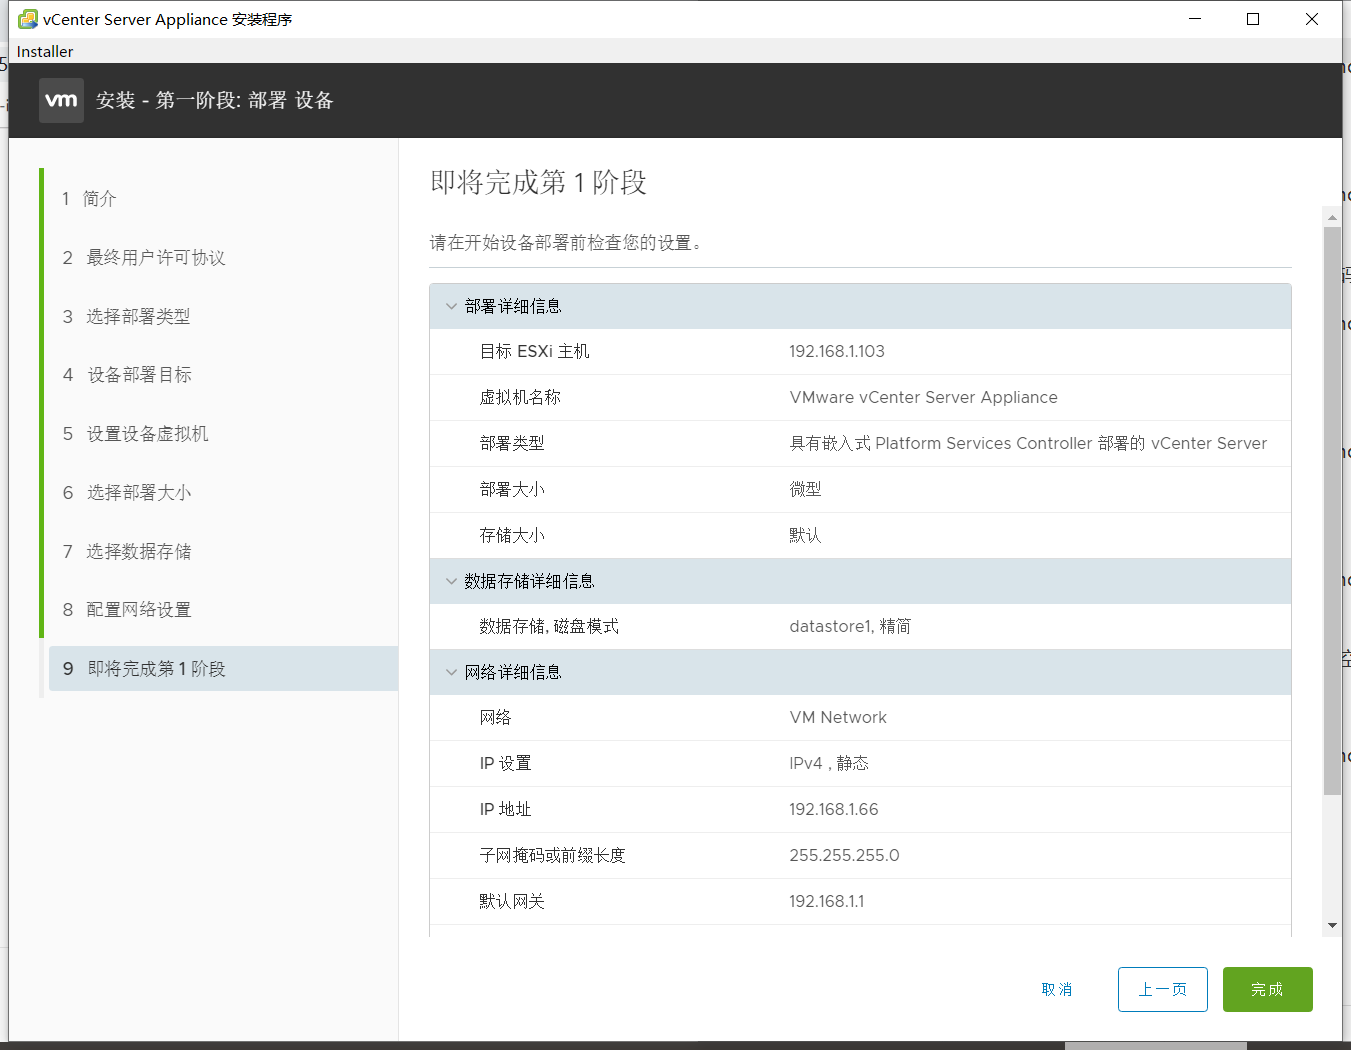 vCenter Server Appliance 安装程序
Installer
vm 安装 - 第一阶段: 部署 设备
1 简介
2 最终用户许可协议
3 选择部署类型
4 设备部署目标
5 设置设备虚拟机
6 选择部署大小
7 选择数据存储
8 配置网络设置
9 即将完成第 1 阶段
即将完成第 1 阶段
请在开始设备部署前检查您的设置。
部署详细信息
目标 ESXi 主机 192.168.1.103
虚拟机名称 VMware vCenter Server Appliance
部署类型 具有嵌入式 Platform Services Controller 部署的 vCenter Server
部署大小 微型
存储大小 默认
数据存储详细信息
数据存储, 磁盘模式 datastore1, 精简
网络详细信息
网络 VM Network
IP 设置 IPv4 , 静态
IP 地址 192.168.1.66
子网掩码或前缀长度 255.255.255.0
默认网关 192.168.1.1
取消 上一页 完成